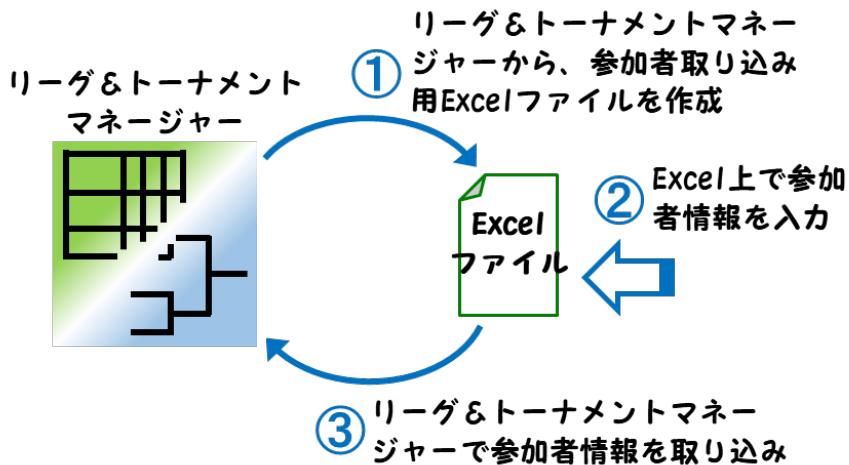 リーグ&トーナメント
マネージャー
①
リーグ&トーナメントマネー
ジャーから、参加者取り込み
用Excelファイルを作成
Excel
ファイル
②
Excel上で参加
者情報を入力
③
リーグ&トーナメントマネー
ジャーで参加者情報を取り込み